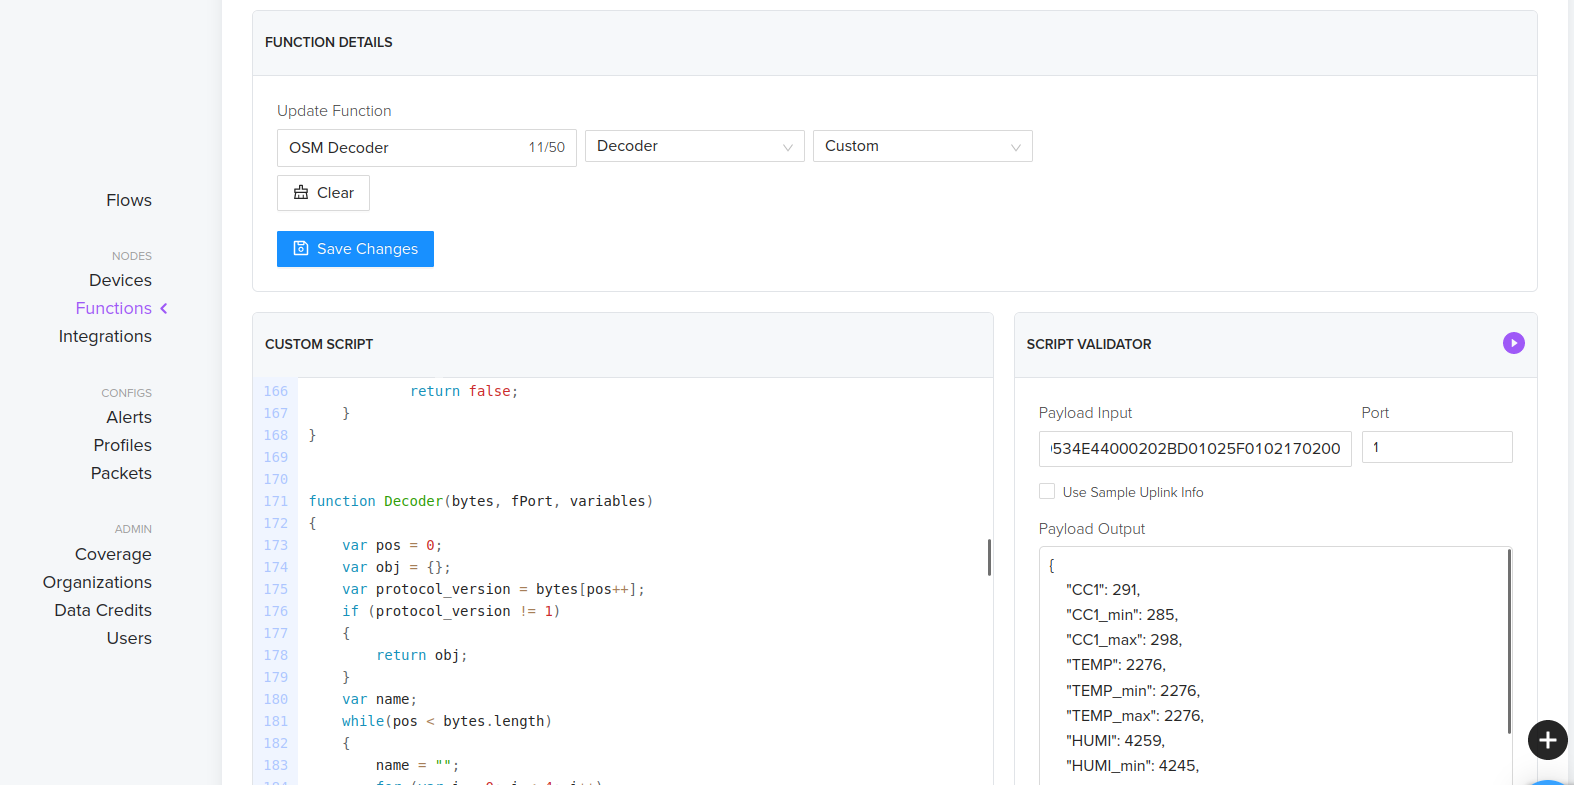 Flows
NODES
Devices
Functions
Integrations
CONFIGS
Alerts
Profiles
Packets
ADMIN
Coverage
Organizations
Data Credits
Users
FUNCTION DETAILS
Update Function
OSM Decoder 11/50 Decoder Custom
Clear
Save Changes
CUSTOM SCRIPT
166 return false;
167 }
168 }
169
170
171 function Decoder(bytes, fPort, variables)
172 {
173 var pos = 0;
174 var obj = {};
175 var protocol_version = bytes[pos++];
176 if (protocol_version != 1)
177 {
178 return obj;
179 }
180 var name;
181 while(pos < bytes.length)
182 {
183 name = "";
SCRIPT VALIDATOR
Payload Input Port
534E44000202BD01025F0102170200 1
Use Sample Uplink Info
Payload Output
{
"CC1": 291,
"CC1_min": 285,
"CC1_max": 298,
"TEMP": 2276,
"TEMP_min": 2276,
"TEMP_max": 2276,
"HUMI": 4259,
"HUMI_min": 4245,